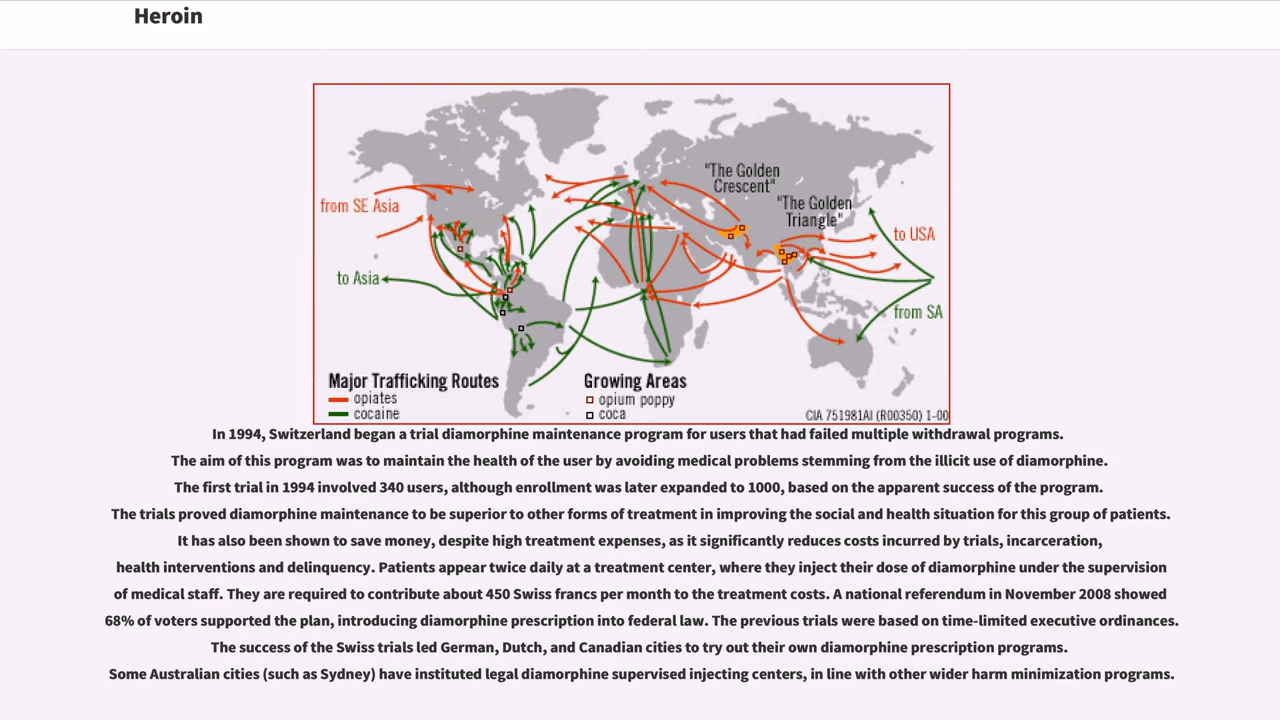 Heroin
"The Golden
Crescent"
"The Golden
Triangle"
from SE Asia
to USA
to Asia
from SA
Major Trafficking Routes
opiates
cocaine
Growing Areas
opium poppy
coca
CIA 751981AI (R00350) 1-00
In 1994, Switzerland began a trial diamorphine maintenance program for users that had failed multiple withdrawal programs.
The aim of this program was to maintain the health of the user by avoiding medical problems stemming from the illicit use of diamorphine.
The first trial in 1994 involved 340 users, although enrollment was later expanded to 1000, based on the apparent success of the program.
The trials proved diamorphine maintenance to be superior to other forms of treatment in improving the social and health situation for this group of patients.
It has also been shown to save money, despite high treatment expenses, as it significantly reduces costs incurred by trials, incarceration,
health interventions and delinquency. Patients appear twice daily at a treatment center, where they inject their dose of diamorphine under the supervision
of medical staff. They are required to contribute about 450 Swiss francs per month to the treatment costs. A national referendum in November 2008 showed
68% of voters supported the plan, introducing diamorphine prescription into federal law. The previous trials were based on time-limited executive ordinances.
The success of the Swiss trials led German, Dutch, and Canadian cities to try out their own diamorphine prescription programs.
Some Australian cities (such as Sydney) have instituted legal diamorphine supervised injecting centers, in line with other wider harm minimization programs.